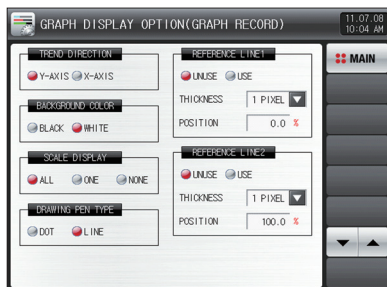 GRAPH DISPLAY OPTION(GRAPH RECORD)
11.07.08
10:04 AM
MAIN
TREND DIRECTION
Y-AXIS X-AXIS
BACKGROUND COLOR
BLACK WHITE
SCALE DISPLAY
ALL ONE NONE
DRAWING PEN TYPE
DOT LINE
REFERENCE LINE1
UNUSE USE
THICKNESS 1 PIXEL
POSITION 0.0 %
REFERENCE LINE2
UNUSE USE
THICKNESS 1 PIXEL
POSITION 100.0 %